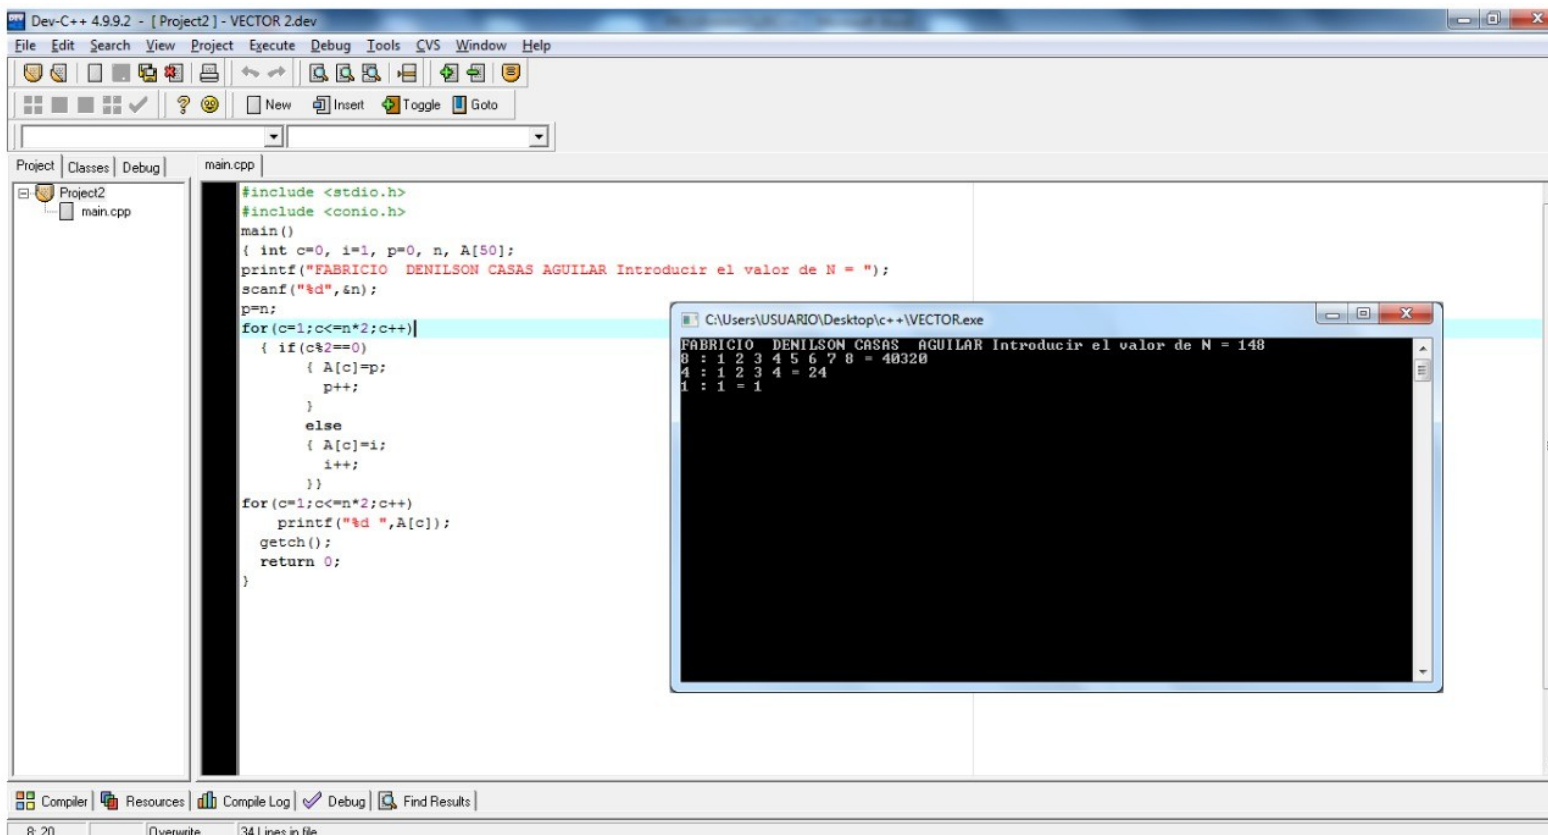 Dev-C++ 4.9.9.2 - [ Project2 ] - VECTOR 2.dev
File Edit Search View Project Execute Debug Tools CVS Window Help
New Insert Toggle Goto
Project Classes Debug
main.cpp
Project2
main.cpp
#include <stdio.h>
#include <conio.h>
main()
{ int c=0, i=1, p=0, n, A[50];
printf("FABRICIO  DENILSON CASAS AGUILAR Introducir el valor de N = ");
scanf("%d",&n);
p=n;
for(c=1;c<=n*2;c++)
{ if(c%2==0)
{ A[c]=p;
p++;
}
else
{ A[c]=i;
i++;
}}
for(c=1;c<=n*2;c++)
printf("%d ",A[c]);
getch();
return 0;
}
C:\Users\USUARIO\Desktop\c++\VECTOR.exe
FABRICIO  DENILSON CASAS  AGUILAR Introducir el valor de N = 148
8 : 1 2 3 4 5 6 7 8 = 40320
4 : 1 2 3 4 = 24
1 : 1 = 1
Compiler Resources Compile Log Debug Find Results
8: 20 Overwrite 34 Lines in file